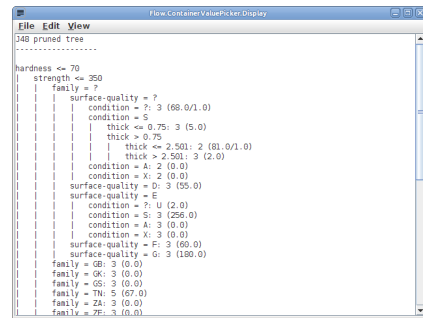 Flow.ContainerValuePicker.Display
File Edit View
J48 pruned tree
------------------
hardness <= 70
|   strength <= 350
|   |   family = ?
|   |   |   surface-quality = ?
|   |   |   |   condition = ?: 3 (68.0/1.0)
|   |   |   |   condition = S
|   |   |   |   |   thick <= 0.75: 3 (5.0)
|   |   |   |   |   thick > 0.75
|   |   |   |   |   |   thick <= 2.501: 2 (81.0/1.0)
|   |   |   |   |   |   thick > 2.501: 3 (2.0)
|   |   |   |   condition = A: 2 (0.0)
|   |   |   |   condition = X: 2 (0.0)
|   |   |   surface-quality = D: 3 (55.0)
|   |   |   surface-quality = E
|   |   |   |   condition = ?: U (2.0)
|   |   |   |   condition = S: 3 (256.0)
|   |   |   |   condition = A: 3 (0.0)
|   |   |   |   condition = X: 3 (0.0)
|   |   |   surface-quality = F: 3 (60.0)
|   |   |   surface-quality = G: 3 (180.0)
|   |   family = GB: 3 (0.0)
|   |   family = GK: 3 (0.0)
|   |   family = GS: 3 (0.0)
|   |   family = TN: 5 (67.0)
|   |   family = ZA: 3 (0.0)
|   |   family = ZF: 3 (0.0)